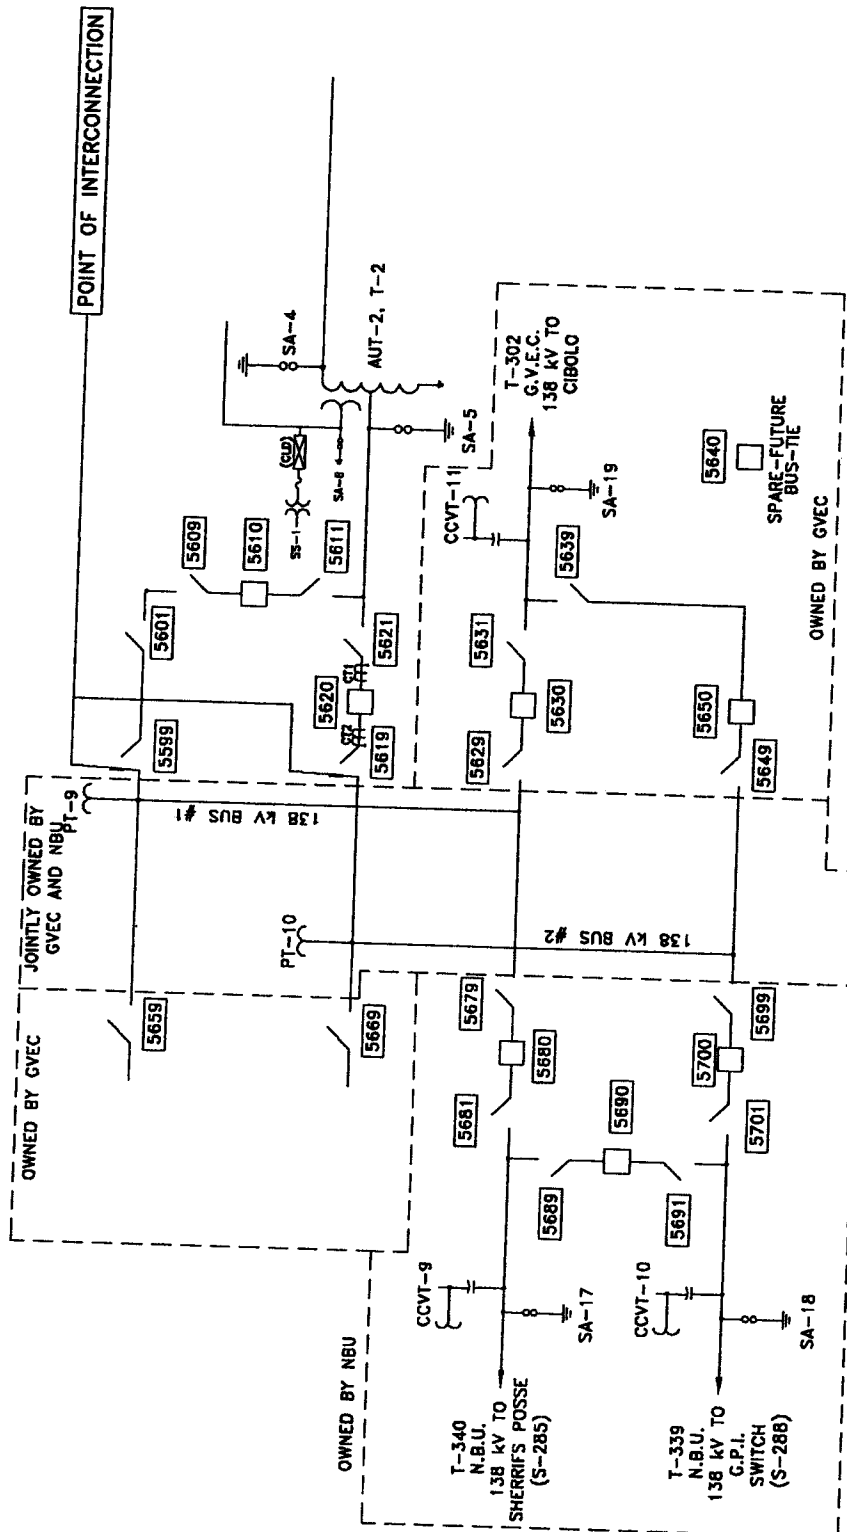 POINT OF INTERCONNECTION
SA-4
AUT-2, T-2
(CLD)
SA-8
SS-1
SA-5
5609
5610
5611
5601
5599
5621
CT1
5620
CT2
5619
T-302
G.V.E.C.
138 kV TO
CIBOLO
CCVT-11
SA-19
5639
5640
SPARE-FUTURE
BUS-TIE
OWNED BY GVEC
5631
5630
5629
5650
5649
JOINTLY OWNED BY
GVEC AND NBU
PT-9
138 kV BUS #1
PT-10
138 kV BUS #2
OWNED BY GVEC
5659
5669
5679
5680
5681
5699
5700
5701
5690
5689
5691
CCVT-9
SA-17
CCVT-10
SA-18
OWNED BY NBU
T-340
N.B.U.
138 kV TO
SHERRIFS POSSE
(S-285)
T-339
N.B.U.
138 kV TO
G.P.I.
SWITCH
(S-288)